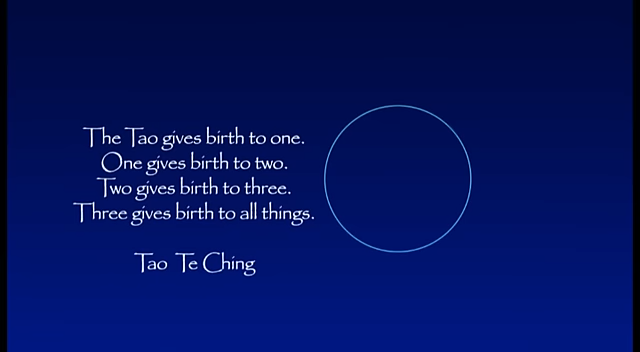 The Tao gives birth to one.
One gives birth to two.
Two gives birth to three.
Three gives birth to all things.
Tao Te Ching